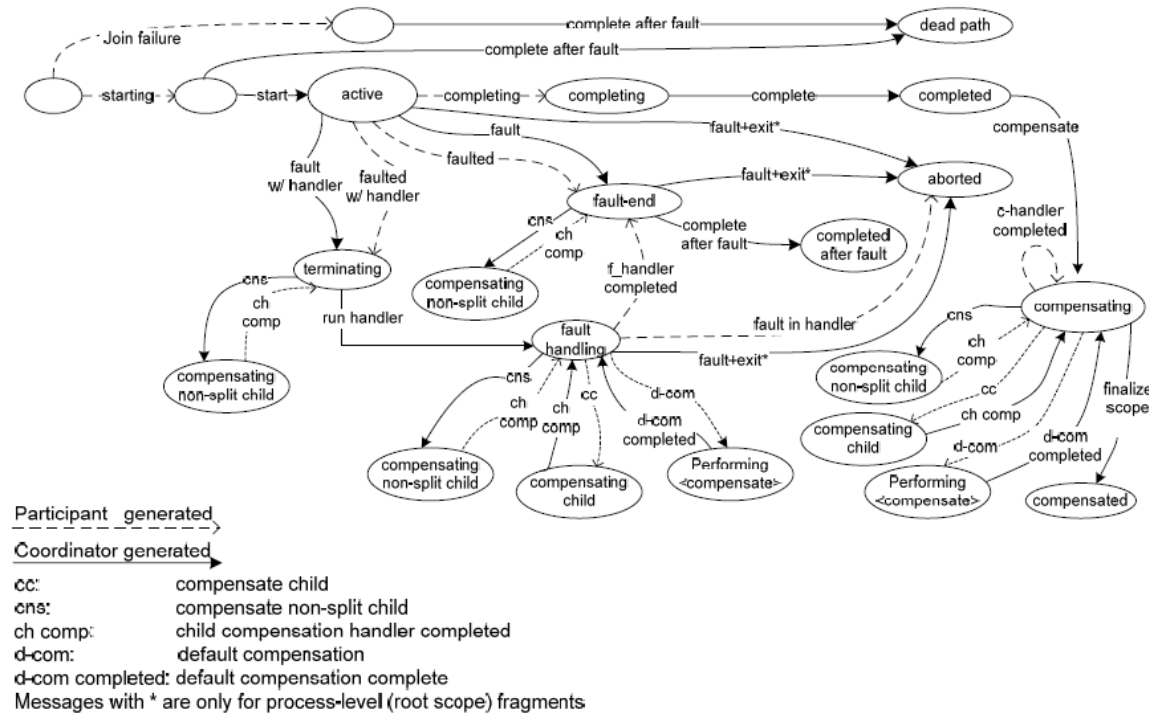 complete after fault
dead path
Join failure
complete after fault
starting
start
active
completing
completing
complete
completed
fault
w/ handler
faulted
w/ handler
fault
faulted
fault+exit*
compensate
fault-end
fault+exit*
aborted
cns
ch
comp
complete
after fault
completed
after fault
c-handler
completed
terminating
compensating
non-split child
f_handler
completed
cns
ch
comp
run handler
fault
handling
fault in handler
fault+exit*
compensating
cns
ch
comp
compensating
non-split child
compensating
non-split child
cns
ch
comp
ch
comp
cc
d-com
d-com
completed
cc
ch comp
finalize
scope
compensating
child
d-com
d-com
completed
compensating
non-split child
compensating
child
Performing
<compensate>
Performing
<compensate>
compensated
Participant generated
Coordinator generated
cc: compensate child
cns: compensate non-split child
ch comp: child compensation handler completed
d-com: default compensation
d-com completed: default compensation complete
Messages with * are only for process-level (root scope) fragments